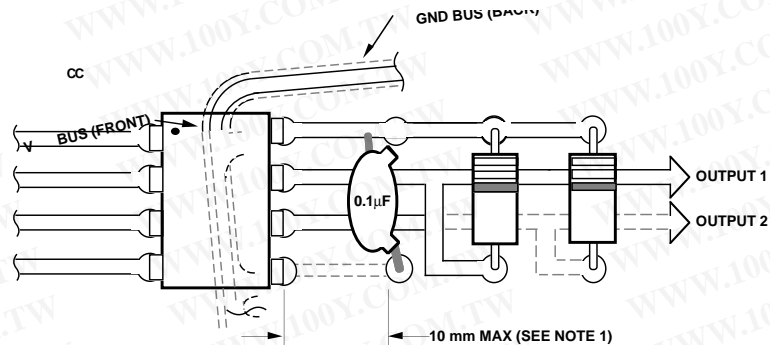 GND BUS (BACK)
CC
V BUS (FRONT)
0.1µF
OUTPUT 1
OUTPUT 2
10 mm MAX (SEE NOTE 1)
WWW.100Y.COM.TW